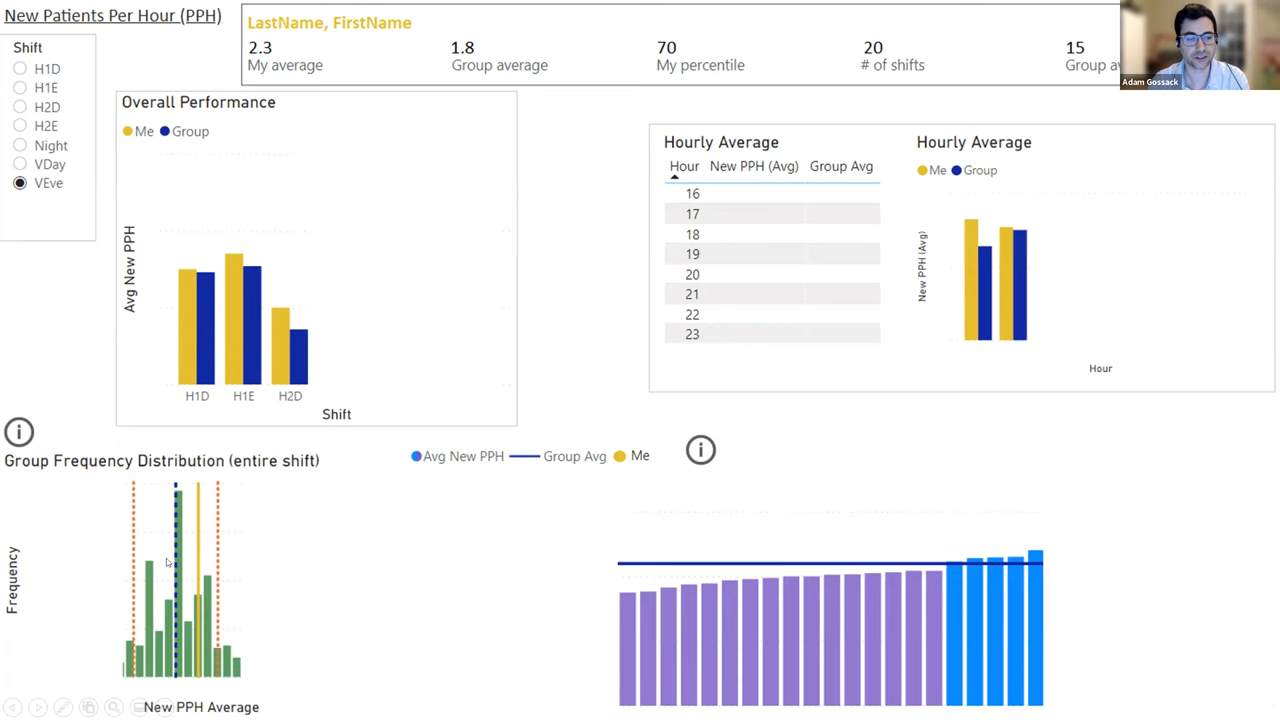 New Patients Per Hour (PPH)
Shift
H1D
H1E
H2D
H2E
Night
VDay
VEve
LastName, FirstName
2.3
My average
1.8
Group average
70
My percentile
20
# of shifts
15
Group av
Adam Gossack
Overall Performance
Me Group
Avg New PPH
H1D H1E H2D
Shift
Hourly Average
Hour New PPH (Avg) Group Avg
16
17
18
19
20
21
22
23
Hourly Average
Me Group
New PPH (Avg)
Hour
Group Frequency Distribution (entire shift)
Frequency
New PPH Average
Avg New PPH Group Avg Me